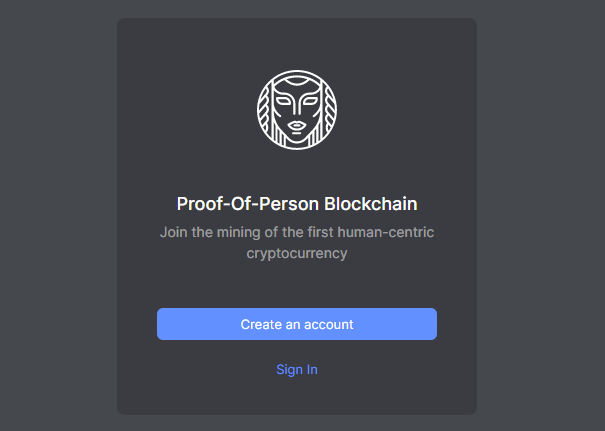 Proof-Of-Person Blockchain
Join the mining of the first human-centric
cryptocurrency
Create an account
Sign In